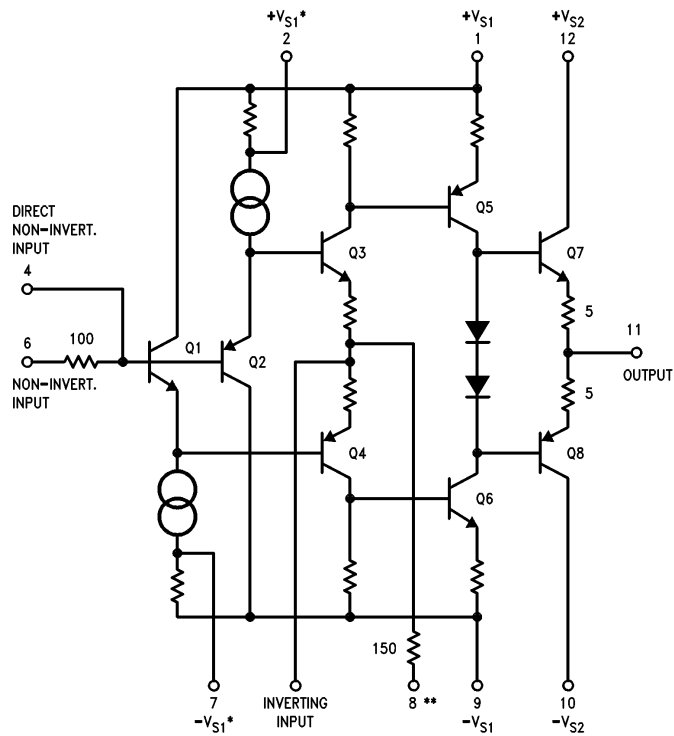 +VS1*
2
+VS1
1
+VS2
12
DIRECT
NON-INVERT.
INPUT
4
6
100
NON-INVERT.
INPUT
Q1
Q2
Q3
Q4
Q5
Q6
Q7
5
11
OUTPUT
5
Q8
150
7
-VS1*
INVERTING
INPUT
8 **
9
-VS1
10
-VS2